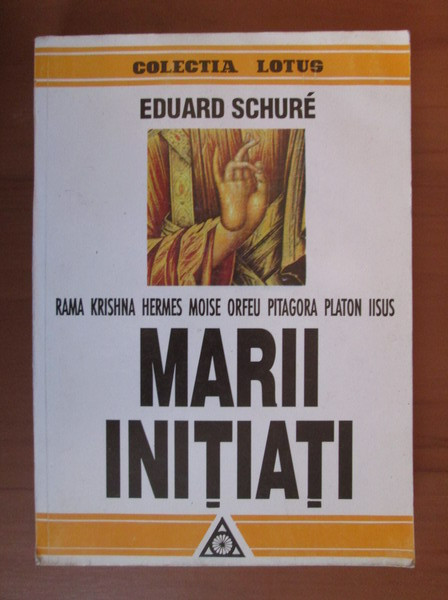 COLECTIA LOTUS
EDUARD SCHURÉ
RAMA KRISHNA HERMES MOISE ORFEU PITAGORA PLATON IISUS
MARII
INIŢIAŢI